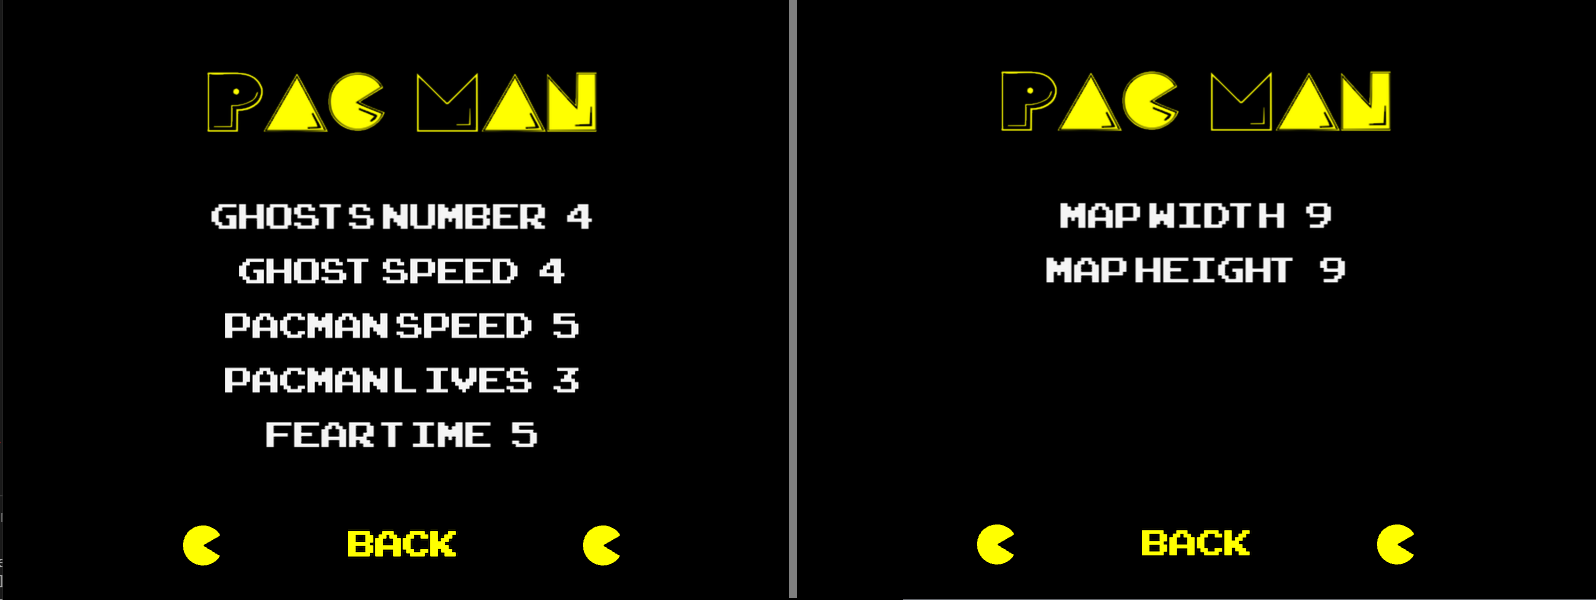 PAC MAN
GHOSTS NUMBER 4
GHOST SPEED 4
PACMAN SPEED 5
PACMAN LIVES 3
FEAR TIME 5
BACK
PAC MAN
MAP WIDTH 9
MAP HEIGHT 9
BACK